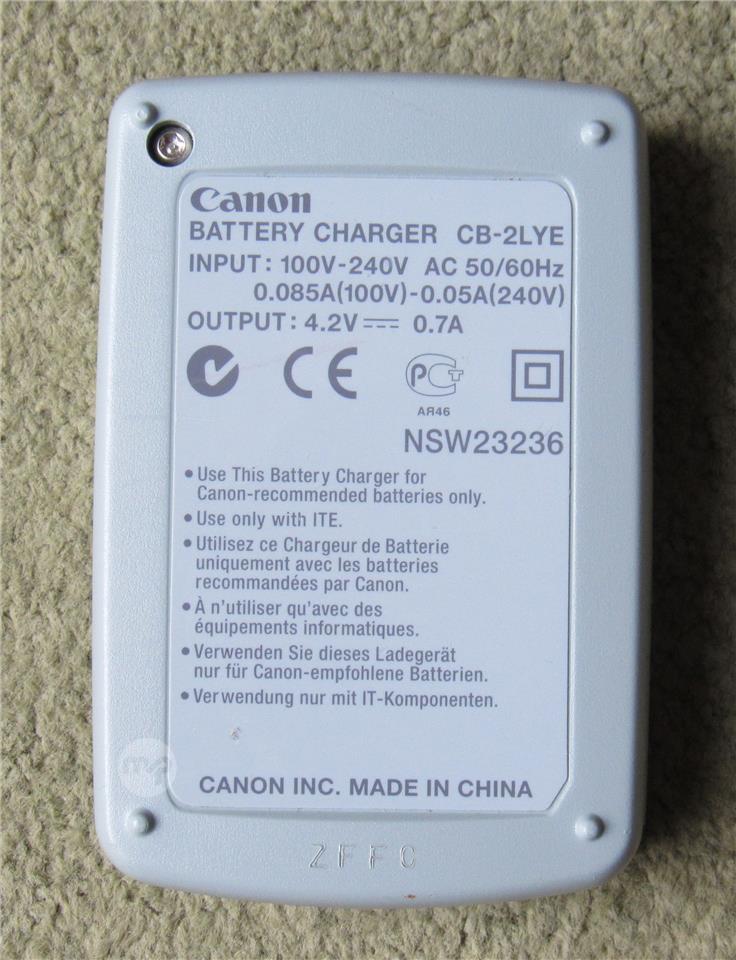 Canon
BATTERY CHARGER CB-2LYE
INPUT: 100V-240V AC 50/60Hz
0.085A(100V)-0.05A(240V)
OUTPUT: 4.2V⎓ 0.7A
CE
РСТ
АЯ46
NSW23236
• Use This Battery Charger for
Canon-recommended batteries only.
• Use only with ITE.
• Utilisez ce Chargeur de Batterie
uniquement avec les batteries
recommandées par Canon.
• À n'utiliser qu'avec des
équipements informatiques.
• Verwenden Sie dieses Ladegerät
nur für Canon-empfohlene Batterien.
• Verwendung nur mit IT-Komponenten.
CANON INC. MADE IN CHINA
ZFFC